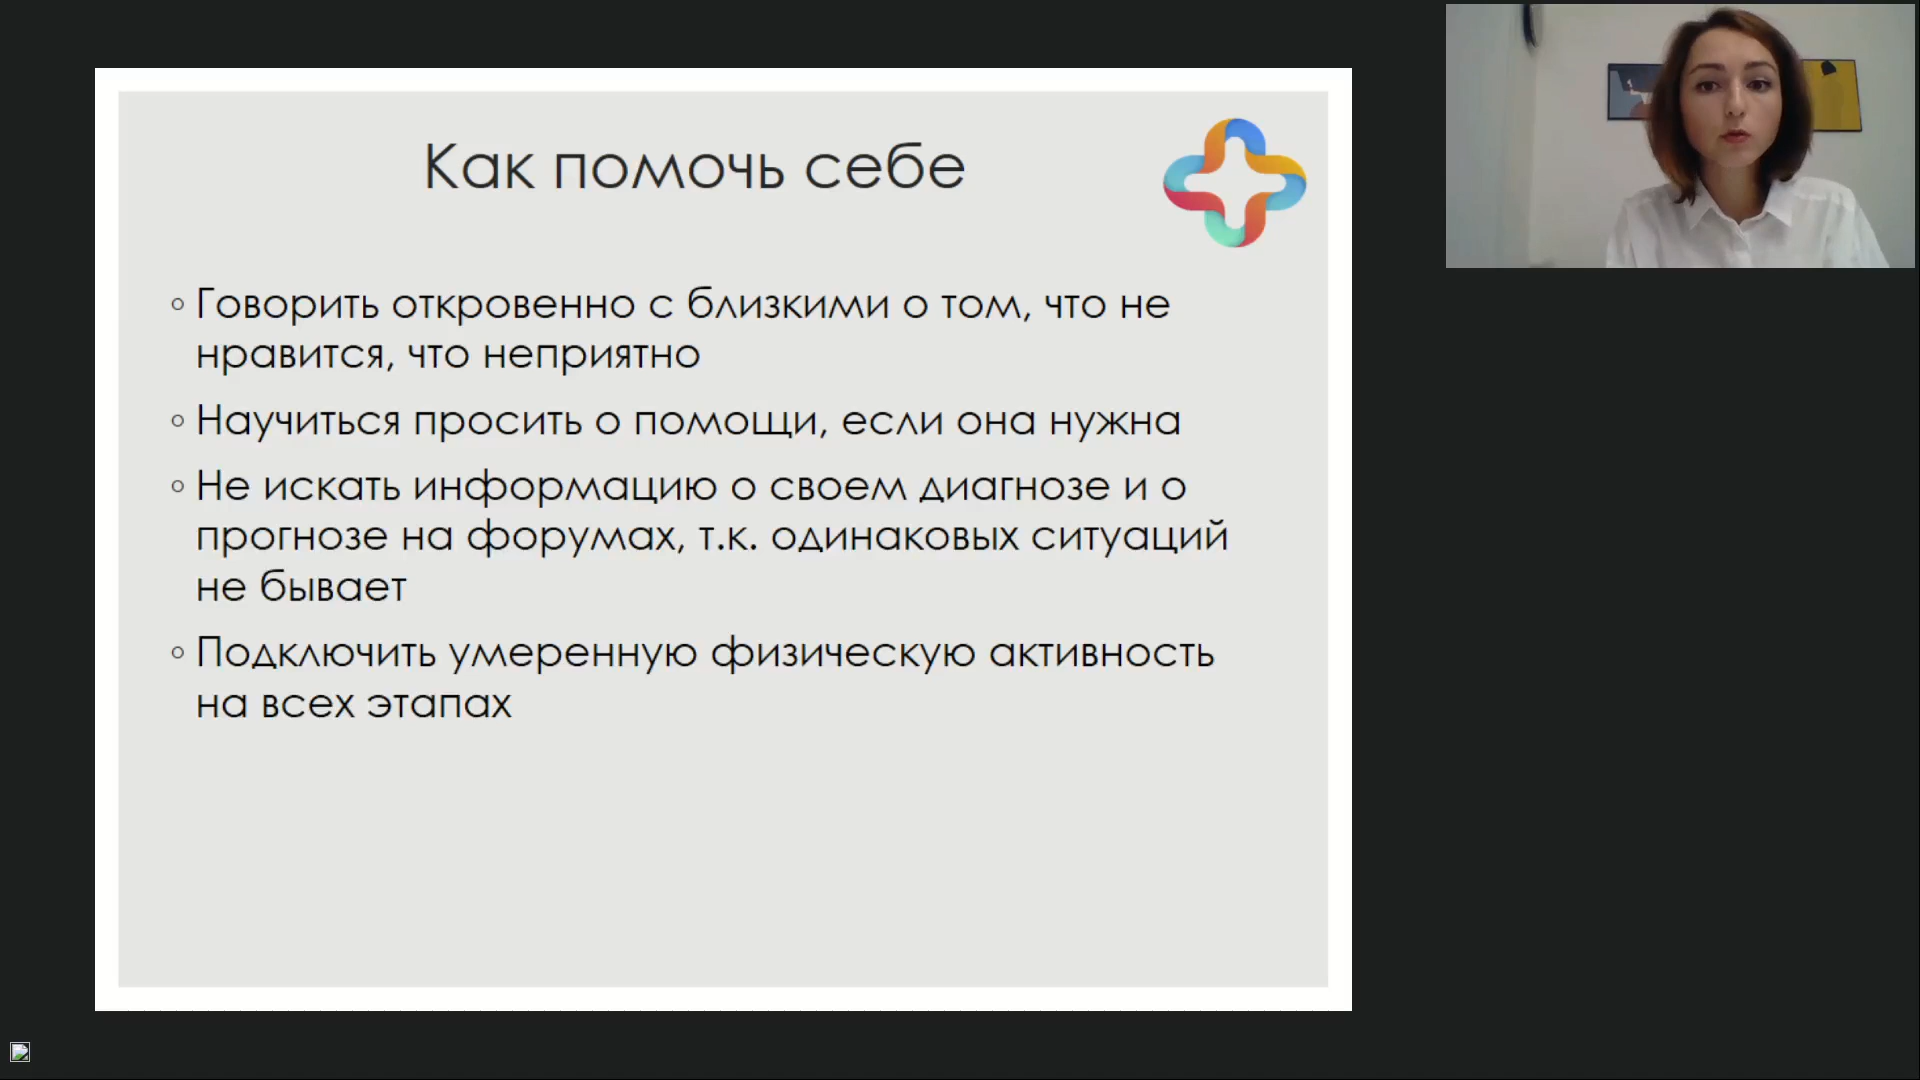 Как помочь себе
Говорить откровенно с близкими о том, что не
нравится, что неприятно
Научиться просить о помощи, если она нужна
Не искать информацию о своем диагнозе и о
прогнозе на форумах, т.к. одинаковых ситуаций
не бывает
Подключить умеренную физическую активность
на всех этапах